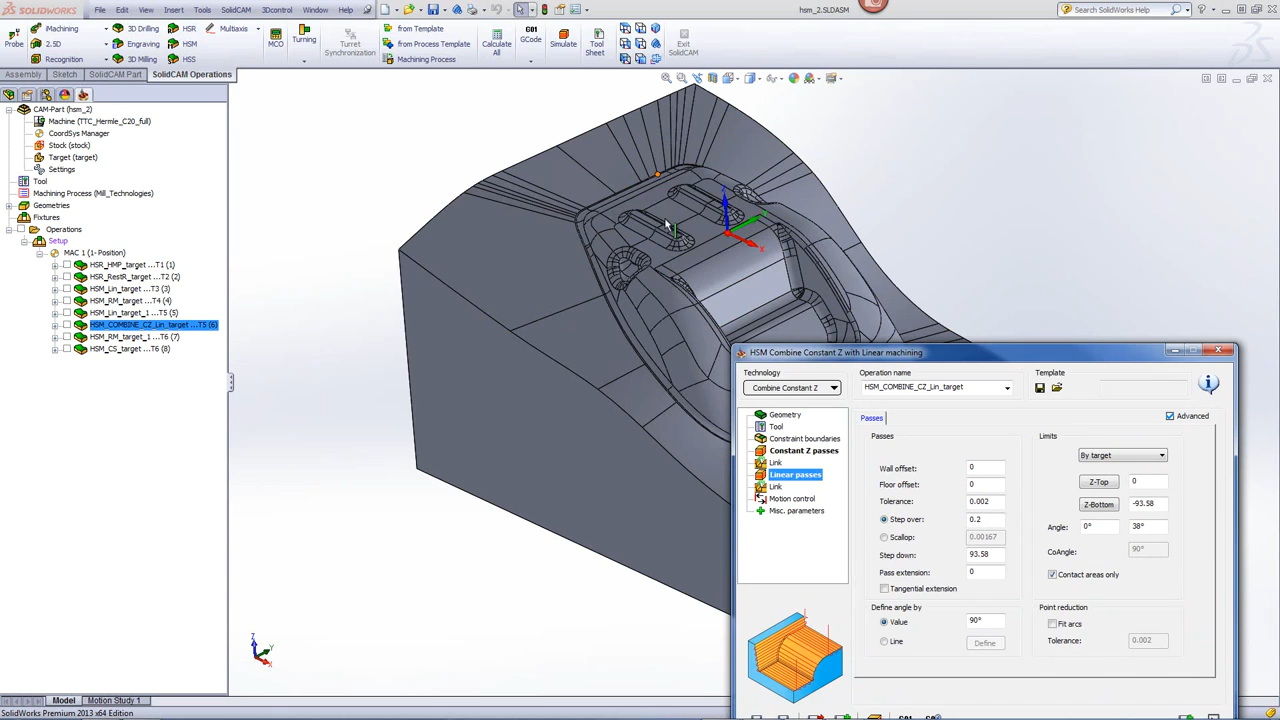 SOLIDWORKS File Edit View Insert Tools SolidCAM 3Dcontrol Window Help hsm_2.SLDASM Search SolidWorks Help
Probe iMachining 2.5D Recognition 3D Drilling Engraving 3D Milling HSR HSM HSS Multiaxis MCO Turning Turret Synchronization from Template from Process Template Machining Process Calculate All G01 GCode Simulate Tool Sheet Exit SolidCAM
Assembly Sketch SolidCAM Part SolidCAM Operations
CAM-Part (hsm_2)
Machine (TTC_Hermle_C20_full)
CoordSys Manager
Stock (stock)
Target (target)
Settings
Tool
Machining Process (Mill_Technologies)
Geometries
Fixtures
Operations
Setup
MAC 1 (1- Position)
HSR_HMP_target ...T1 (1)
HSR_RestR_target ...T2 (2)
HSM_Lin_target ...T3 (3)
HSM_RM_target ...T4 (4)
HSM_Lin_target_1 ...T5 (5)
HSM_COMBINE_CZ_Lin_target ...T5 (6)
HSM_RM_target_1 ...T6 (7)
HSM_CS_target ...T6 (8)
Z
X
Z
Y
X
HSM Combine Constant Z with Linear machining
Technology Operation name Template
Combine Constant Z HSM_COMBINE_CZ_Lin_target
Geometry
Tool
Constraint boundaries
Constant Z passes
Link
Linear passes
Link
Motion control
Misc. parameters
Passes Advanced
Passes
Wall offset: 0
Floor offset: 0
Tolerance: 0.002
Step over: 0.2
Scallop: 0.00167
Step down: 93.58
Pass extension: 0
Tangential extension
Limits
By target
Z-Top 0
Z-Bottom -93.58
Angle: 0° 38°
CoAngle: 90°
Contact areas only
Define angle by
Value 90°
Line Define
Point reduction
Fit arcs
Tolerance: 0.002
Model Motion Study 1
SolidWorks Premium 2013 x64 Edition